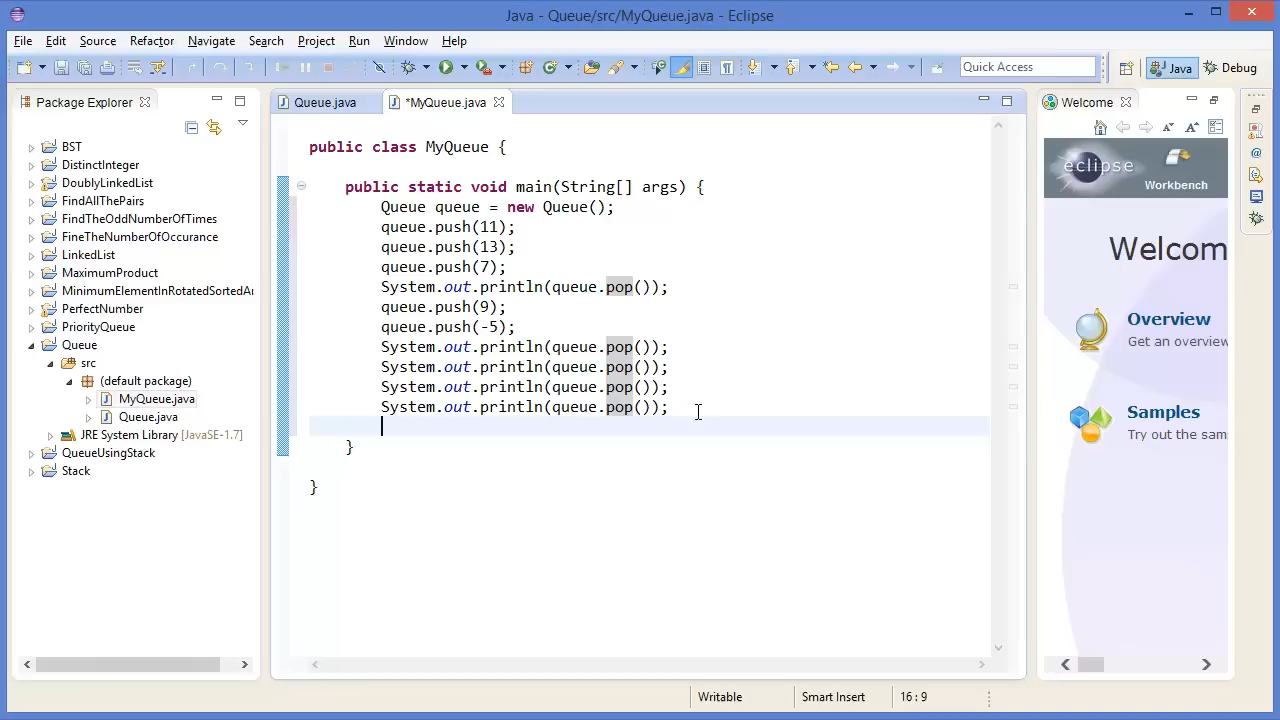 Java - Queue/src/MyQueue.java - Eclipse
File Edit Source Refactor Navigate Search Project Run Window Help
Quick Access
Java
Debug
Package Explorer
Queue.java
*MyQueue.java
Welcome
BST
DistinctInteger
DoublyLinkedList
FindAllThePairs
FindTheOddNumberOfTimes
FineTheNumberOfOccurance
LinkedList
MaximumProduct
MinimumElementInRotatedSortedAr
PerfectNumber
PriorityQueue
Queue
src
(default package)
MyQueue.java
Queue.java
JRE System Library [JavaSE-1.7]
QueueUsingStack
Stack
public class MyQueue {
public static void main(String[] args) {
Queue queue = new Queue();
queue.push(11);
queue.push(13);
queue.push(7);
System.out.println(queue.pop());
queue.push(9);
queue.push(-5);
System.out.println(queue.pop());
System.out.println(queue.pop());
System.out.println(queue.pop());
System.out.println(queue.pop());
}
}
eclipse
Workbench
Welcom
Overview
Get an overview
Samples
Try out the sam
Writable
Smart Insert
16 : 9